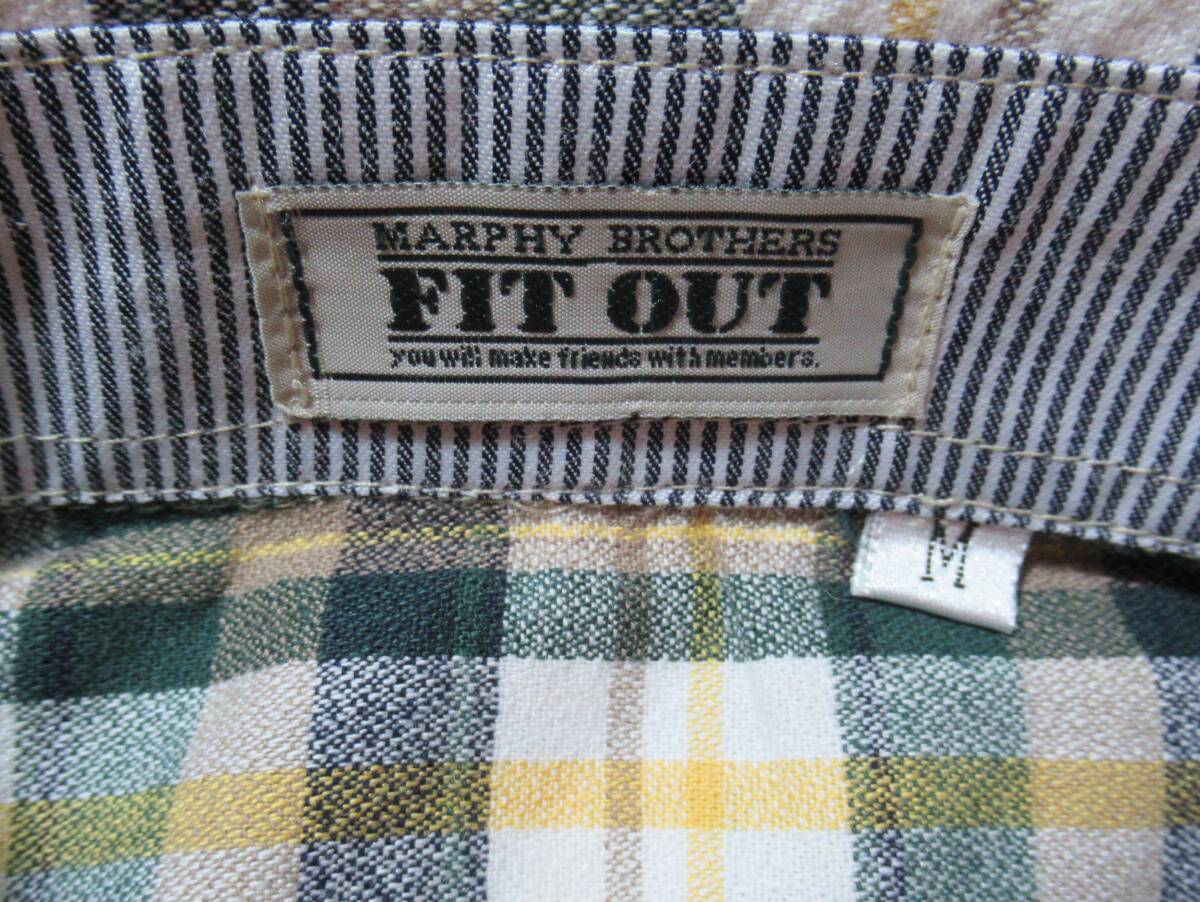 MARPHY BROTHERS
FIT OUT
you will make friends with members.
M